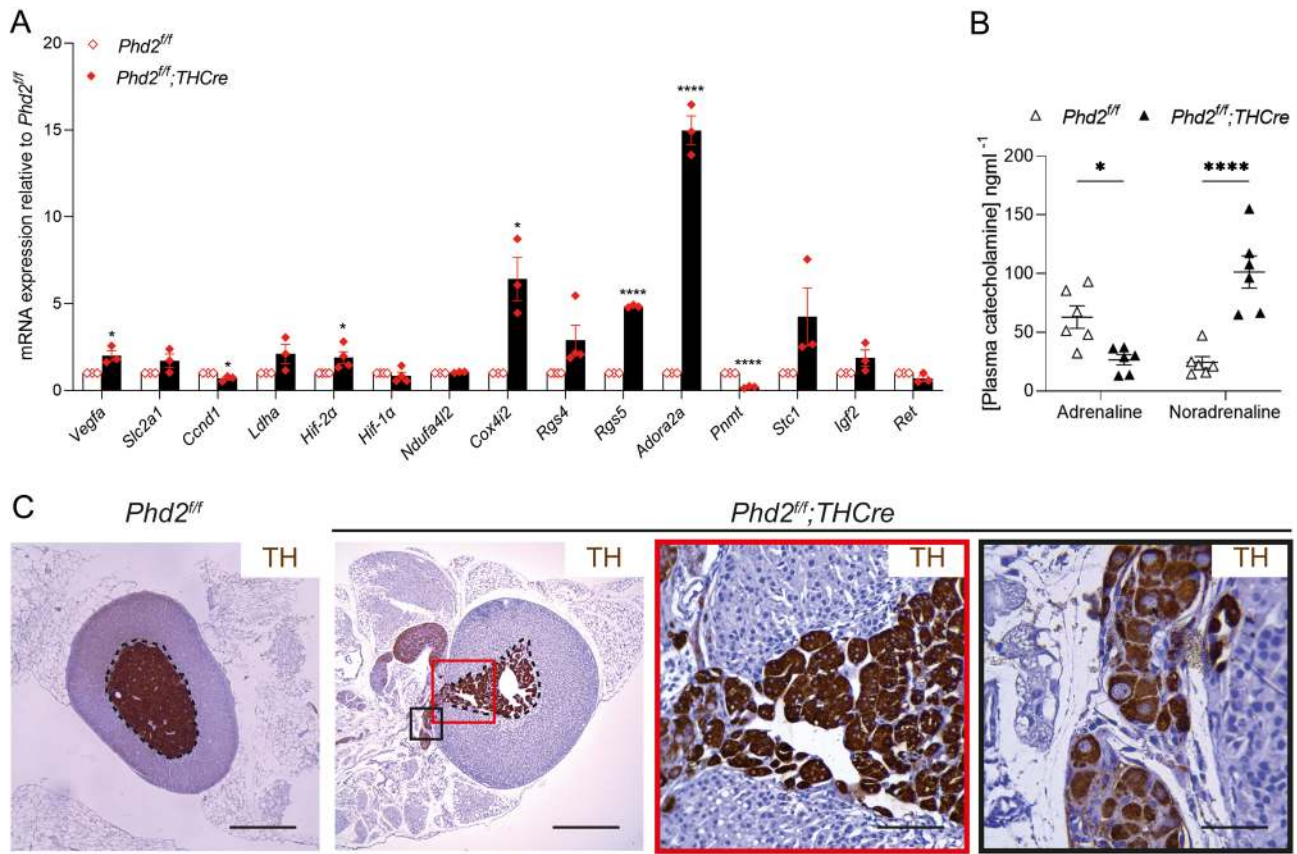 A
B
mRNA expression relative to Phd2f/f
20
15
10
5
0
Phd2f/f
Phd2f/f;THCre
*
*
*
*
****
****
****
Vegfa
Slc2a1
Ccnd1
Ldha
Hif-2α
Hif-1α
Ndufa4l2
Cox4i2
Rgs4
Rgs5
Adora2a
Pnmt
Stc1
Igf2
Ret
Phd2f/f
Phd2f/f;THCre
[Plasma catecholamine] ngml-1
200
150
100
50
0
*
****
Adrenaline
Noradrenaline
C
Phd2f/f
Phd2f/f;THCre
TH
TH
TH
TH